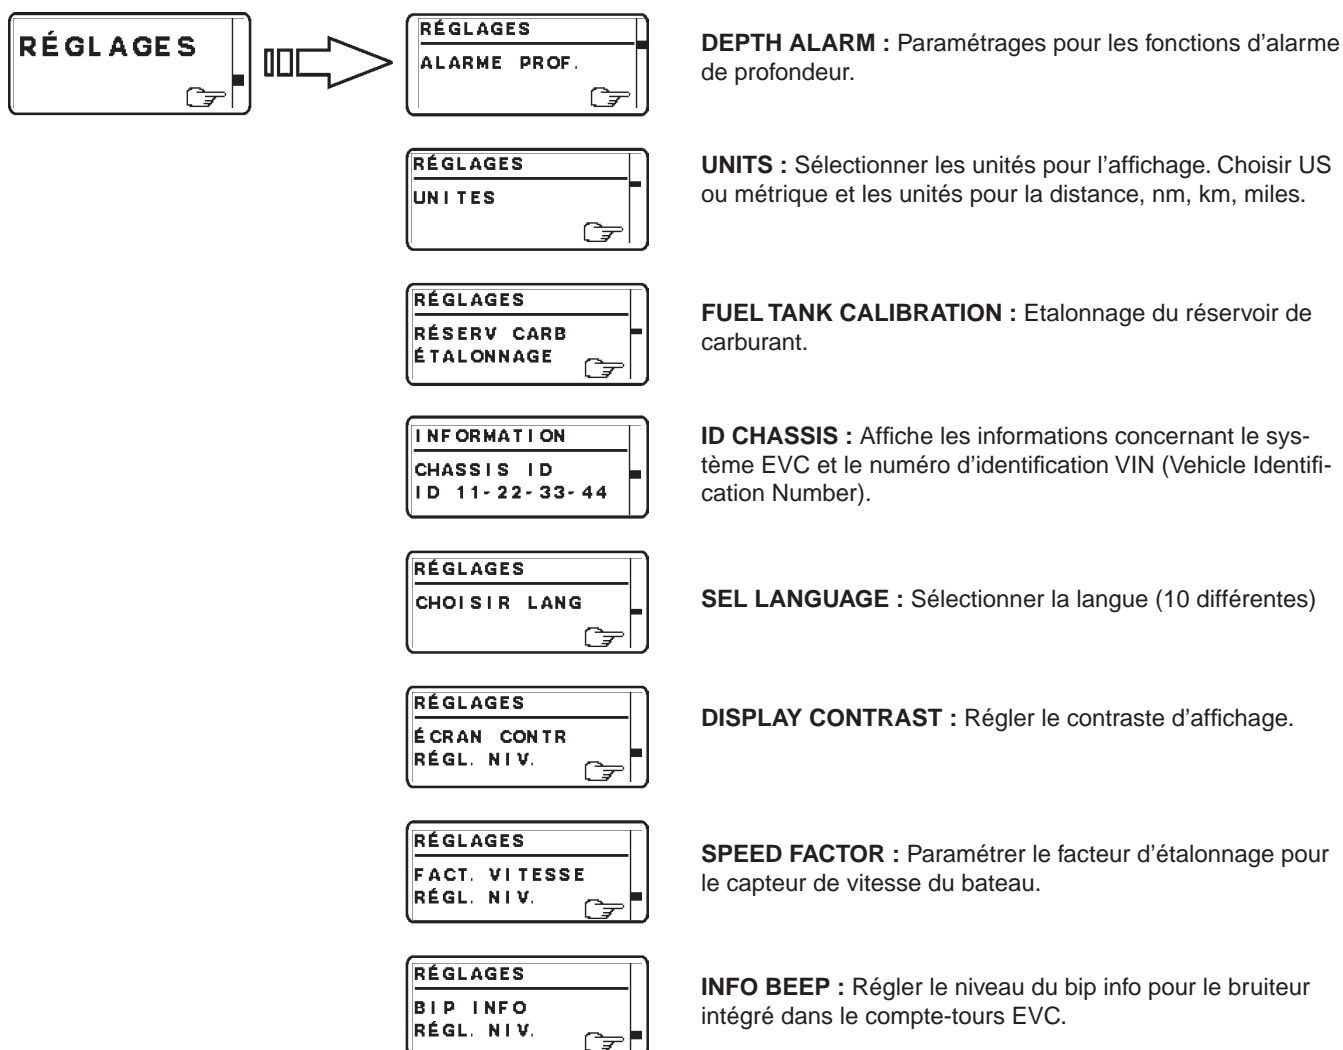 RÉGLAGES
RÉGLAGES
ALARME PROF.
DEPTH ALARM : Paramétrages pour les fonctions d’alarme
de profondeur.
RÉGLAGES
UNITES
UNITS : Sélectionner les unités pour l’affichage. Choisir US
ou métrique et les unités pour la distance, nm, km, miles.
RÉGLAGES
RÉSERV CARB
ÉTALONNAGE
FUEL TANK CALIBRATION : Etalonnage du réservoir de
carburant.
INFORMATION
CHASSIS ID
ID 11-22-33-44
ID CHASSIS : Affiche les informations concernant le sys-
tème EVC et le numéro d’identification VIN (Vehicle Identifi-
cation Number).
RÉGLAGES
CHOISIR LANG
SEL LANGUAGE : Sélectionner la langue (10 différentes)
RÉGLAGES
ÉCRAN CONTR
RÉGL. NIV.
DISPLAY CONTRAST : Régler le contraste d’affichage.
RÉGLAGES
FACT. VITESSE
RÉGL. NIV.
SPEED FACTOR : Paramétrer le facteur d’étalonnage pour
le capteur de vitesse du bateau.
RÉGLAGES
BIP INFO
RÉGL. NIV.
INFO BEEP : Régler le niveau du bip info pour le bruiteur
intégré dans le compte-tours EVC.